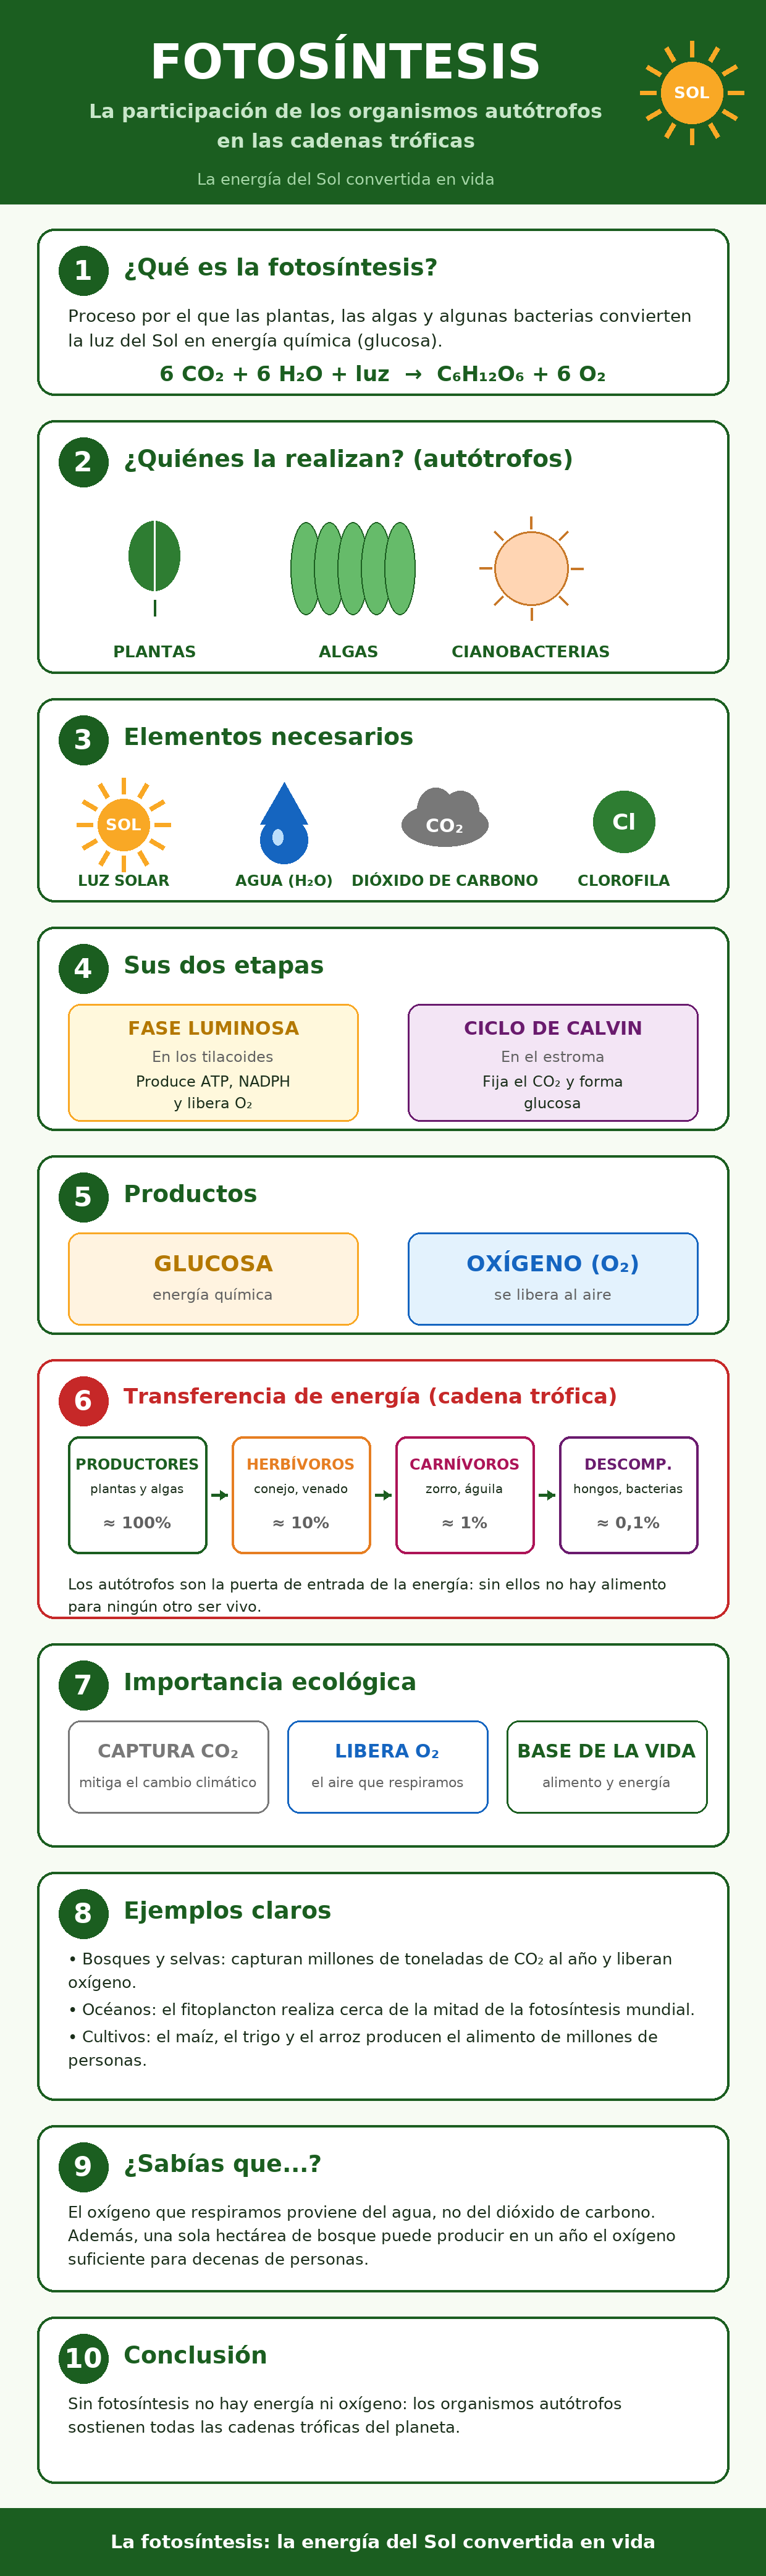 FOTOSÍNTESIS
La participación de los organismos autótrofos
en las cadenas tróficas
La energía del Sol convertida en vida
SOL
1
¿Qué es la fotosíntesis?
Proceso por el que las plantas, las algas y algunas bacterias convierten
la luz del Sol en energía química (glucosa).
6 CO₂ + 6 H₂O + luz → C₆H₁₂O₆ + 6 O₂
2
¿Quiénes la realizan? (autótrofos)
PLANTAS
ALGAS
CIANOBACTERIAS
3
Elementos necesarios
SOL
CO₂
Cl
LUZ SOLAR
AGUA (H₂O)
DIÓXIDO DE CARBONO
CLOROFILA
4
Sus dos etapas
FASE LUMINOSA
En los tilacoides
Produce ATP, NADPH
y libera O₂
CICLO DE CALVIN
En el estroma
Fija el CO₂ y forma
glucosa
5
Productos
GLUCOSA
energía química
OXÍGENO (O₂)
se libera al aire
6
Transferencia de energía (cadena trófica)
PRODUCTORES
plantas y algas
≈ 100%
HERBÍVOROS
conejo, venado
≈ 10%
CARNÍVOROS
zorro, águila
≈ 1%
DESCOMP.
hongos, bacterias
≈ 0,1%
Los autótrofos son la puerta de entrada de la energía: sin ellos no hay alimento
para ningún otro ser vivo.
7
Importancia ecológica
CAPTURA CO₂
mitiga el cambio climático
LIBERA O₂
el aire que respiramos
BASE DE LA VIDA
alimento y energía
8
Ejemplos claros
• Bosques y selvas: capturan millones de toneladas de CO₂ al año y liberan
oxígeno.
• Océanos: el fitoplancton realiza cerca de la mitad de la fotosíntesis mundial.
• Cultivos: el maíz, el trigo y el arroz producen el alimento de millones de
personas.
9
¿Sabías que...?
El oxígeno que respiramos proviene del agua, no del dióxido de carbono.
Además, una sola hectárea de bosque puede producir en un año el oxígeno
suficiente para decenas de personas.
10
Conclusión
Sin fotosíntesis no hay energía ni oxígeno: los organismos autótrofos
sostienen todas las cadenas tróficas del planeta.
La fotosíntesis: la energía del Sol convertida en vida